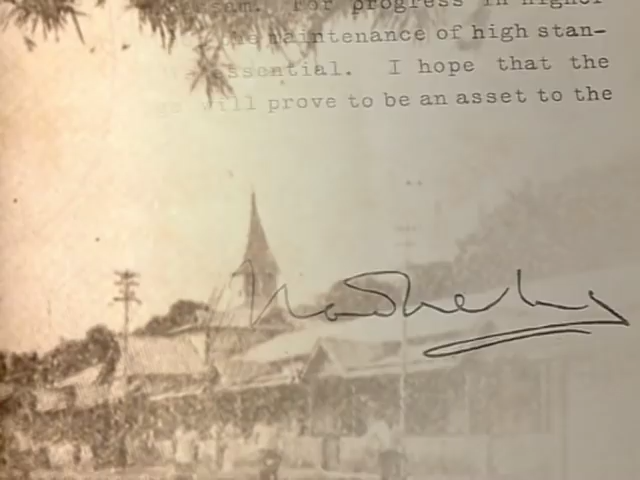 For progress in higher
maintenance of high stan-
essential. I hope that the
will prove to be an asset to the